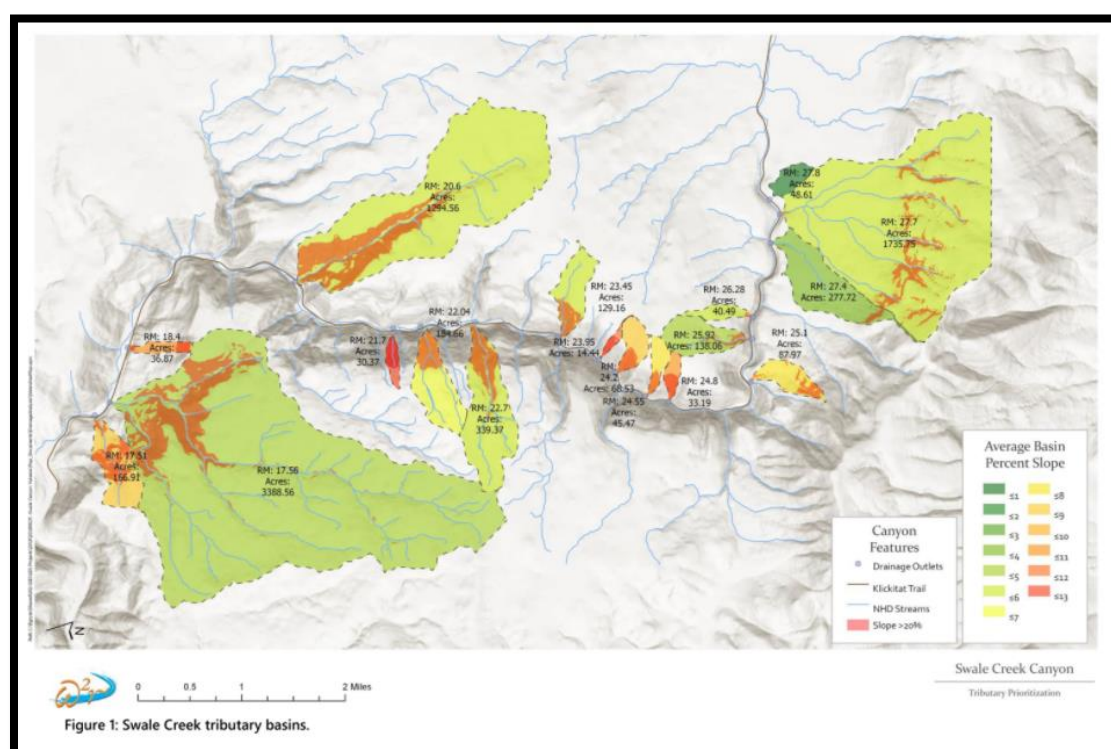 RM: 20.6
Acres:
1294.56
RM: 27.8
Acres:
48.61
RM: 27.7
Acres:
1735.75
RM: 27.4
Acres:
277.72
RM: 23.45
Acres:
129.16
RM: 26.28
Acres:
40.49
RM: 22.04
Acres:
184.66
RM: 18.4
Acres:
36.87
RM: 21.7
Acres:
30.37
RM: 23.95
Acres:
14.44
RM: 25.92
Acres:
138.06
RM: 25.1
Acres:
87.97
RM:
24.2
Acres: 68.53
RM: 24.8
Acres:
33.19
RM: 24.55
Acres:
45.47
RM: 22.7
Acres:
339.37
RM: 17.51
Acres:
166.91
RM: 17.56
Acres:
3388.56
Average Basin
Percent Slope
≤1
≤2
≤3
≤4
≤5
≤6
≤7
≤8
≤9
≤10
≤11
≤12
≤13
Canyon
Features
Drainage Outlets
Klickitat Trail
NHD Streams
Slope >20%
N
0 0.5 1 2 Miles
Swale Creek Canyon
Tributary Prioritization
Figure 1: Swale Creek tributary basins.